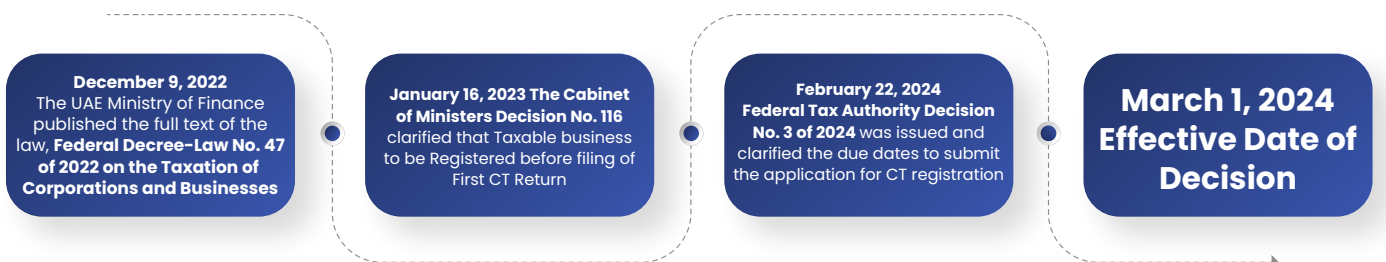 December 9, 2022
The UAE Ministry of Finance
published the full text of the
law, Federal Decree-Law No. 47
of 2022 on the Taxation of
Corporations and Businesses
January 16, 2023 The Cabinet
of Ministers Decision No. 116
clarified that Taxable business
to be Registered before filing of
First CT Return
February 22, 2024
Federal Tax Authority Decision
No. 3 of 2024 was issued and
clarified the due dates to submit
the application for CT registration
March 1, 2024
Effective Date of
Decision